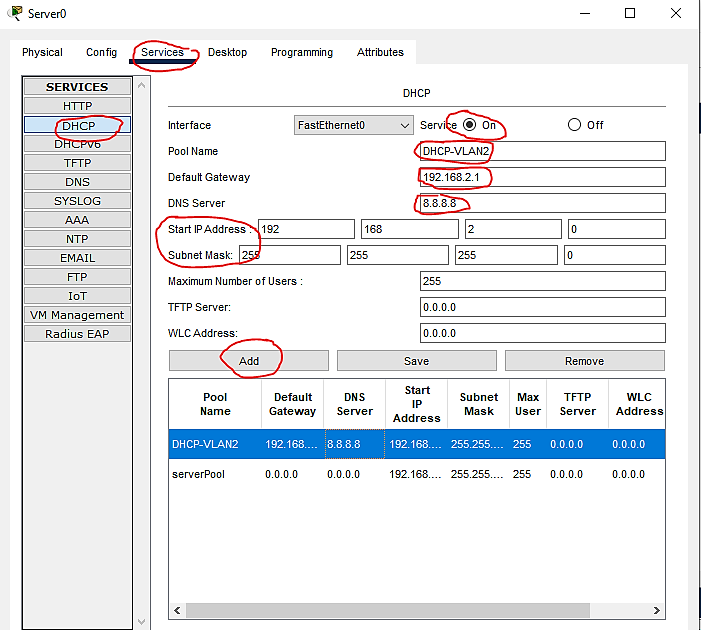 Server0
Physical Config Services Desktop Programming Attributes
SERVICES
HTTP
DHCP
DHCPv6
TFTP
DNS
SYSLOG
AAA
NTP
EMAIL
FTP
IoT
VM Management
Radius EAP
DHCP
Interface FastEthernet0 Service On Off
Pool Name DHCP-VLAN2
Default Gateway 192.168.2.1
DNS Server 8.8.8.8
Start IP Address : 192 168 2 0
Subnet Mask: 255 255 255 0
Maximum Number of Users : 255
TFTP Server: 0.0.0.0
WLC Address: 0.0.0.0
Add Save Remove
Pool Name Default Gateway DNS Server Start IP Address Subnet Mask Max User TFTP Server WLC Address
DHCP-VLAN2 192.168.... 8.8.8.8 192.168.... 255.255.... 255 0.0.0.0 0.0.0.0
serverPool 0.0.0.0 0.0.0.0 192.168.... 255.255.... 255 0.0.0.0 0.0.0.0